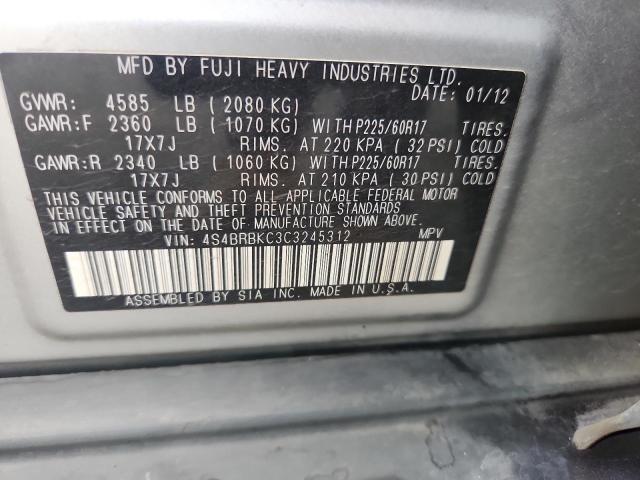 MFD BY FUJI HEAVY INDUSTRIES LTD.
DATE: 01/12
GVWR: 4585 LB (2080 KG)
GAWR:F 2360 LB (1070 KG) WITH P225/60R17 TIRES.
17X7J RIMS. AT 220 KPA (32 PSI) COLD
GAWR:R 2340 LB (1060 KG) WITH P225/60R17 TIRES.
17X7J RIMS. AT 210 KPA (30 PSI) COLD
THIS VEHICLE CONFORMS TO ALL APPLICABLE FEDERAL MOTOR
VEHICLE SAFETY AND THEFT PREVENTION STANDARDS
IN EFFECT ON THE DATE OF MANUFACTURE SHOWN ABOVE.
VIN: 4S4BRBKC3C3245312 MPV
ASSEMBLED BY SIA INC. MADE IN U.S.A.